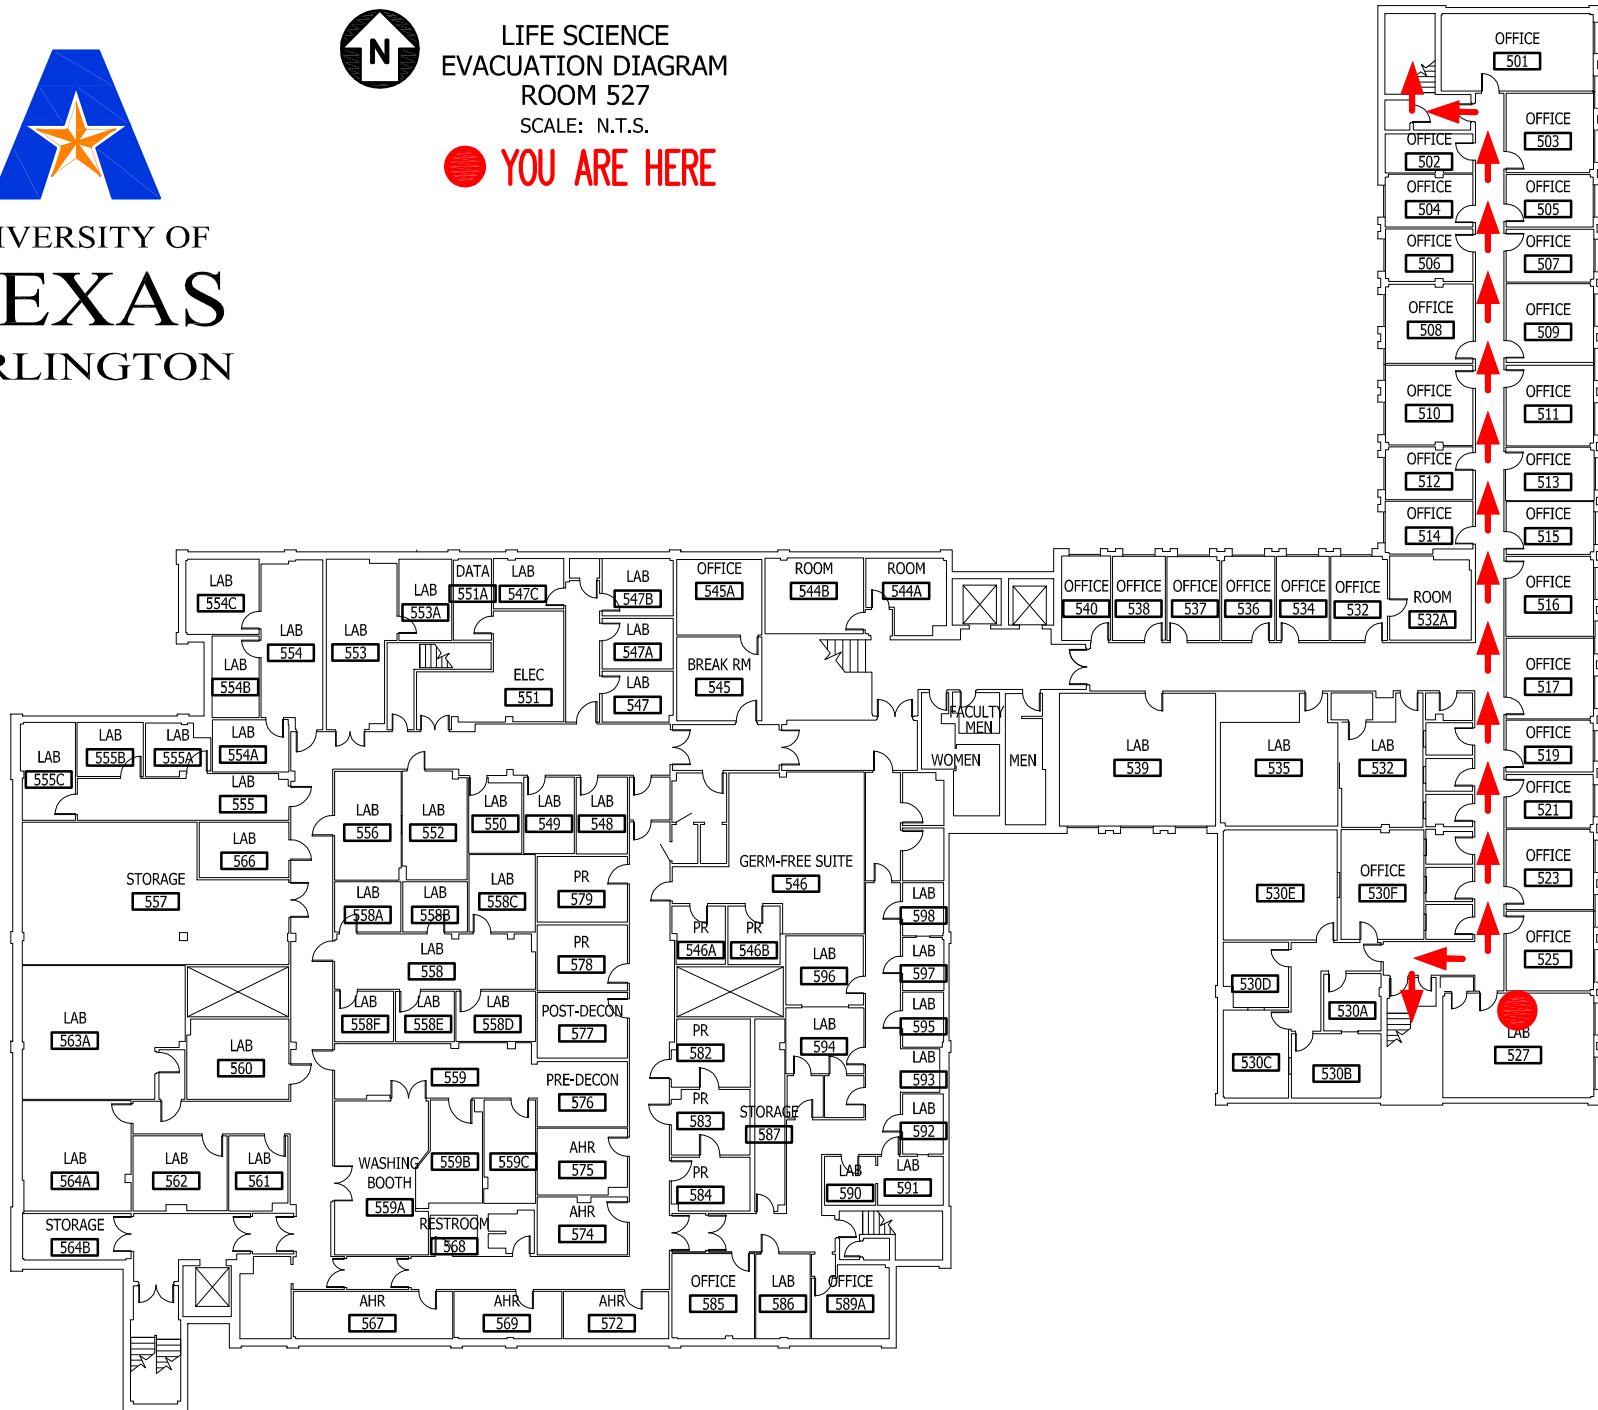 N
LIFE SCIENCE
EVACUATION DIAGRAM
ROOM 527
SCALE: N.T.S.
YOU ARE HERE
IVERSITY OF
EXAS
RLINGTON
OFFICE
501
OFFICE
503
OFFICE
502
OFFICE
504
OFFICE
505
OFFICE
506
OFFICE
507
OFFICE
508
OFFICE
509
OFFICE
510
OFFICE
511
OFFICE
512
OFFICE
513
OFFICE
514
OFFICE
515
OFFICE
516
OFFICE
517
OFFICE
519
OFFICE
521
OFFICE
523
OFFICE
525
LAB
527
LAB
554C
LAB
554
LAB
553
LAB
553A
DATA
551A
LAB
547C
LAB
547B
OFFICE
545A
ROOM
544B
ROOM
544A
OFFICE
540
OFFICE
538
OFFICE
537
OFFICE
536
OFFICE
534
OFFICE
532
ROOM
532A
LAB
554B
ELEC
551
LAB
547A
LAB
547
BREAK RM
545
FACULTY
MEN
WOMEN
MEN
LAB
539
LAB
535
LAB
532
LAB
555C
LAB
555B
LAB
555A
LAB
554A
LAB
555
LAB
556
LAB
552
LAB
550
LAB
549
LAB
548
LAB
566
STORAGE
557
GERM-FREE SUITE
546
LAB
558A
LAB
558B
LAB
558C
PR
579
LAB
598
530E
OFFICE
530F
PR
546A
PR
546B
LAB
558
PR
578
LAB
596
LAB
597
530D
530A
530C
530B
LAB
563A
LAB
558F
LAB
558E
LAB
558D
POST-DECON
577
LAB
595
PR
582
LAB
594
LAB
560
559
PRE-DECON
576
LAB
593
PR
583
STORAGE
587
LAB
592
LAB
564A
LAB
562
LAB
561
WASHING
BOOTH
559A
559B
559C
AHR
575
PR
584
LAB
590
LAB
591
STORAGE
564B
RESTROOM
568
AHR
574
AHR
567
AHR
569
AHR
572
OFFICE
585
LAB
586
OFFICE
589A